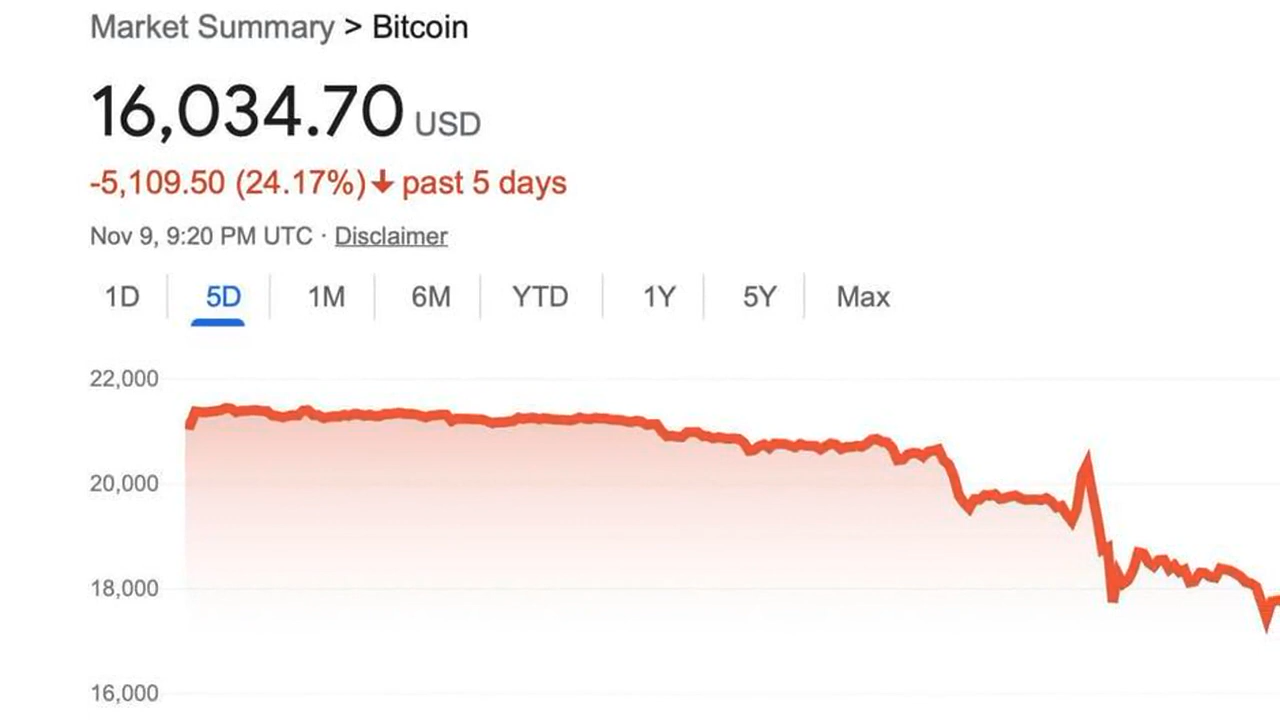 Market Summary > Bitcoin
16,034.70 USD
-5,109.50 (24.17%)↓ past 5 days
Nov 9, 9:20 PM UTC · Disclaimer
1D 5D 1M 6M YTD 1Y 5Y Max
22,000
20,000
18,000
16,000